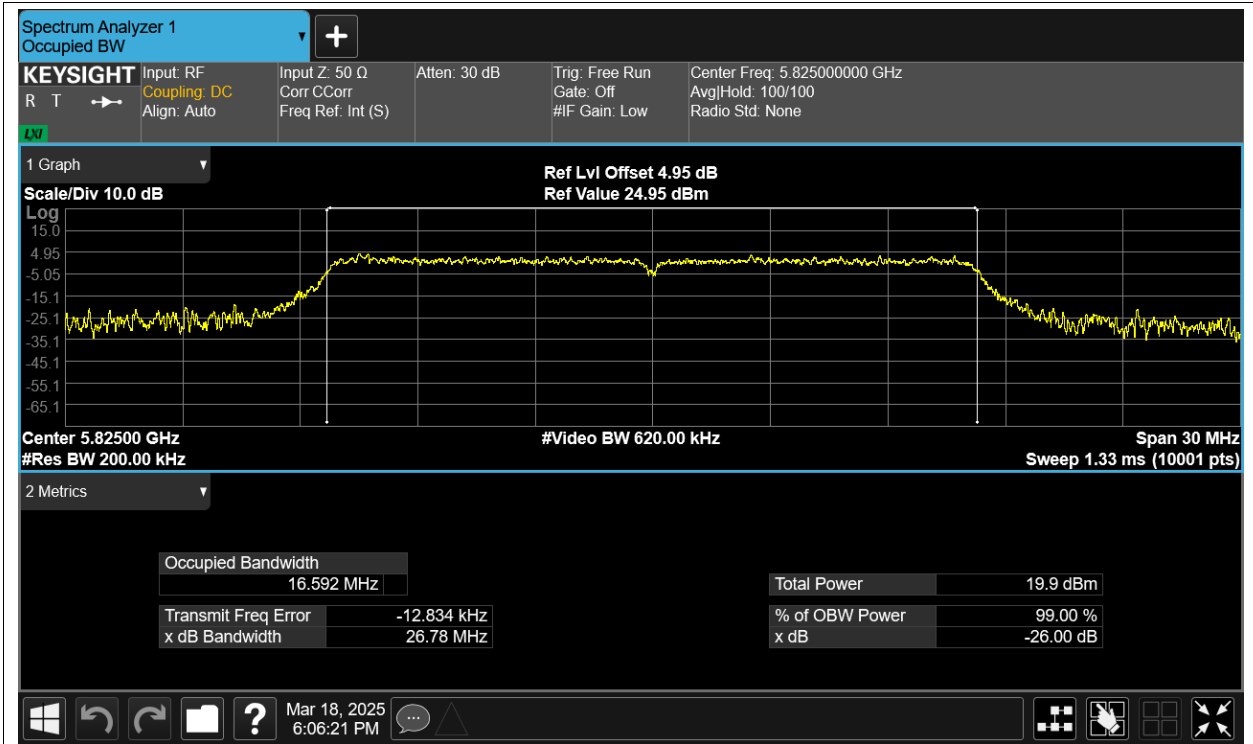 Spectrum Analyzer 1
Occupied BW
KEYSIGHT
R T
LXI
Input: RF
Coupling: DC
Align: Auto
Input Z: 50 Ω
Corr CCorr
Freq Ref: Int (S)
Atten: 30 dB
Trig: Free Run
Gate: Off
#IF Gain: Low
Center Freq: 5.825000000 GHz
Avg|Hold: 100/100
Radio Std: None
1 Graph
Ref Lvl Offset 4.95 dB
Scale/Div 10.0 dB
Ref Value 24.95 dBm
Log
15.0
4.95
-5.05
-15.1
-25.1
-35.1
-45.1
-55.1
-65.1
Center 5.82500 GHz
#Video BW 620.00 kHz
Span 30 MHz
#Res BW 200.00 kHz
Sweep 1.33 ms (10001 pts)
2 Metrics
Occupied Bandwidth
16.592 MHz
Total Power 19.9 dBm
Transmit Freq Error -12.834 kHz
% of OBW Power 99.00 %
x dB Bandwidth 26.78 MHz
x dB -26.00 dB
?
Mar 18, 2025
6:06:21 PM